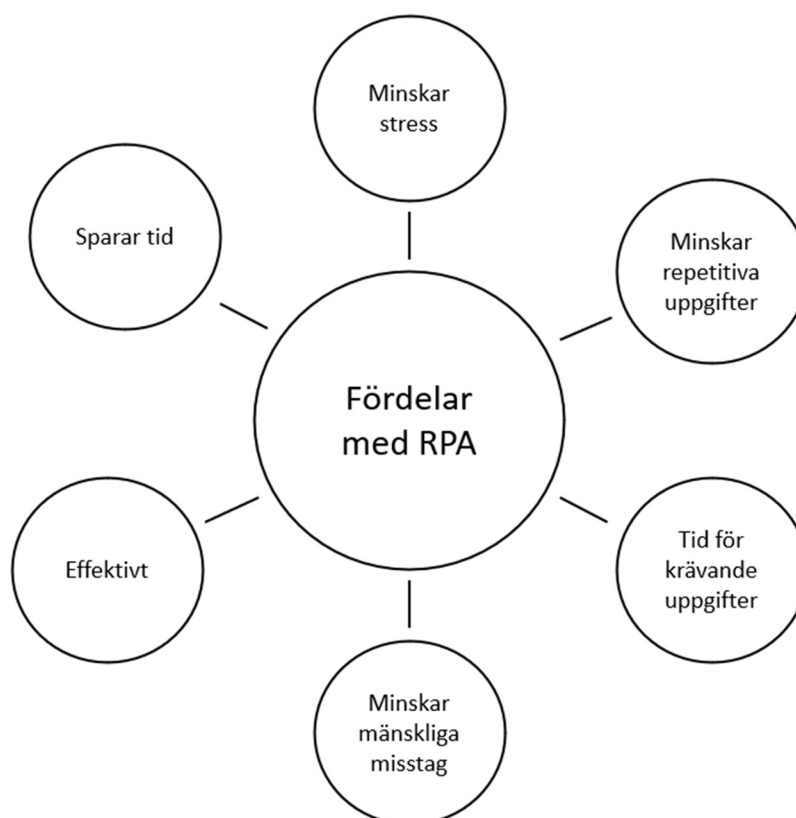 Minskar
stress
Sparar tid
Minskar
repetitiva
uppgifter
Fördelar
med RPA
Effektivt
Tid för
krävande
uppgifter
Minskar
mänskliga
misstag